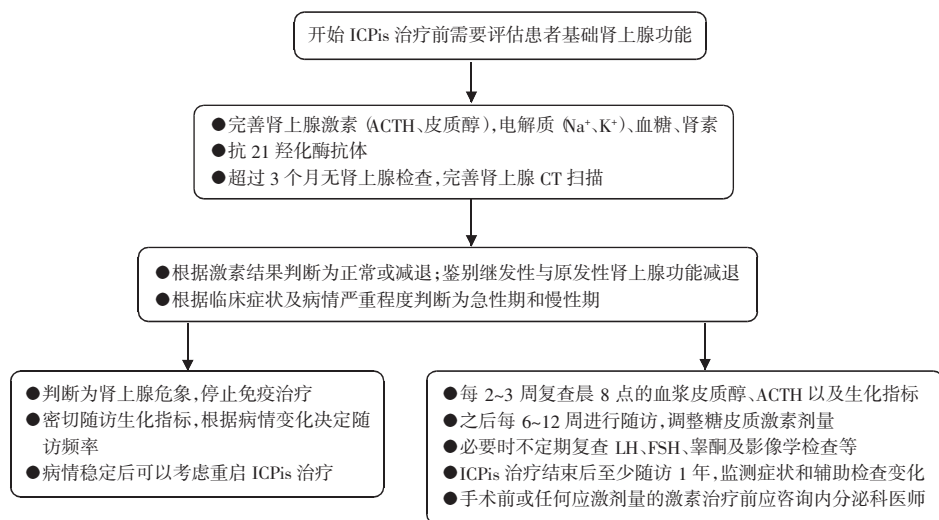 开始 ICPis 治疗前需要评估患者基础肾上腺功能
●完善肾上腺激素 (ACTH、皮质醇),电解质 (Na⁺、K⁺)、血糖、肾素
●抗 21 羟化酶抗体
●超过 3 个月无肾上腺检查,完善肾上腺 CT 扫描
●根据激素结果判断为正常或减退;鉴别继发性与原发性肾上腺功能减退
●根据临床症状及病情严重程度判断为急性期和慢性期
●判断为肾上腺危象,停止免疫治疗
●密切随访生化指标,根据病情变化决定随
访频率
●病情稳定后可以考虑重启 ICPis 治疗
●每 2~3 周复查晨 8 点的血浆皮质醇、ACTH 以及生化指标
●之后每 6~12 周进行随访,调整糖皮质激素剂量
●必要时不定期复查 LH、FSH、睾酮及影像学检查等
●ICPis 治疗结束后至少随访 1 年,监测症状和辅助检查变化
●手术前或任何应激剂量的激素治疗前应咨询内分泌科医师